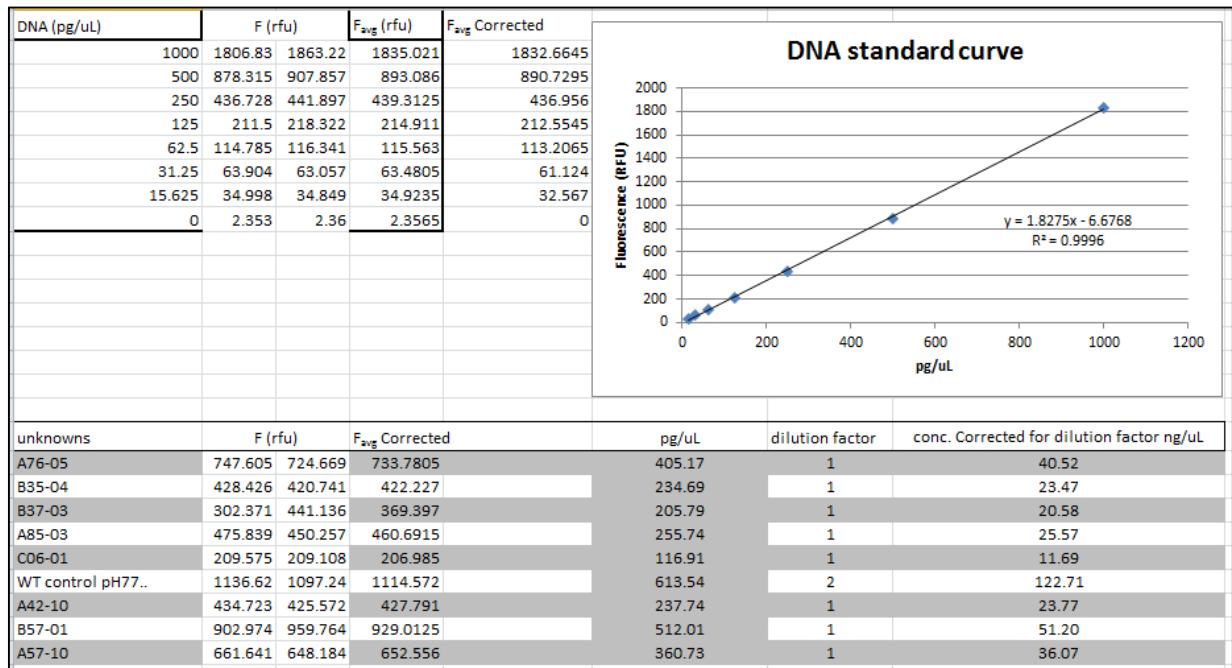 DNA (pg/uL) F (rfu) Favg (rfu) Favg Corrected
1000 1806.83 1863.22 1835.021 1832.6645
500 878.315 907.857 893.086 890.7295
250 436.728 441.897 439.3125 436.956
125 211.5 218.322 214.911 212.5545
62.5 114.785 116.341 115.563 113.2065
31.25 63.904 63.057 63.4805 61.124
15.625 34.998 34.849 34.9235 32.567
0 2.353 2.36 2.3565 0
DNA standard curve
Fluorescence (RFU)
2000
1800
1600
1400
1200
1000
800
600
400
200
0
y = 1.8275x - 6.6768
R² = 0.9996
0 200 400 600 800 1000 1200
pg/uL
unknowns F (rfu) Favg Corrected pg/uL dilution factor conc. Corrected for dilution factor ng/uL
A76-05 747.605 724.669 733.7805 405.17 1 40.52
B35-04 428.426 420.741 422.227 234.69 1 23.47
B37-03 302.371 441.136 369.397 205.79 1 20.58
A85-03 475.839 450.257 460.6915 255.74 1 25.57
C06-01 209.575 209.108 206.985 116.91 1 11.69
WT control pH77.. 1136.62 1097.24 1114.572 613.54 2 122.71
A42-10 434.723 425.572 427.791 237.74 1 23.77
B57-01 902.974 959.764 929.0125 512.01 1 51.20
A57-10 661.641 648.184 652.556 360.73 1 36.07